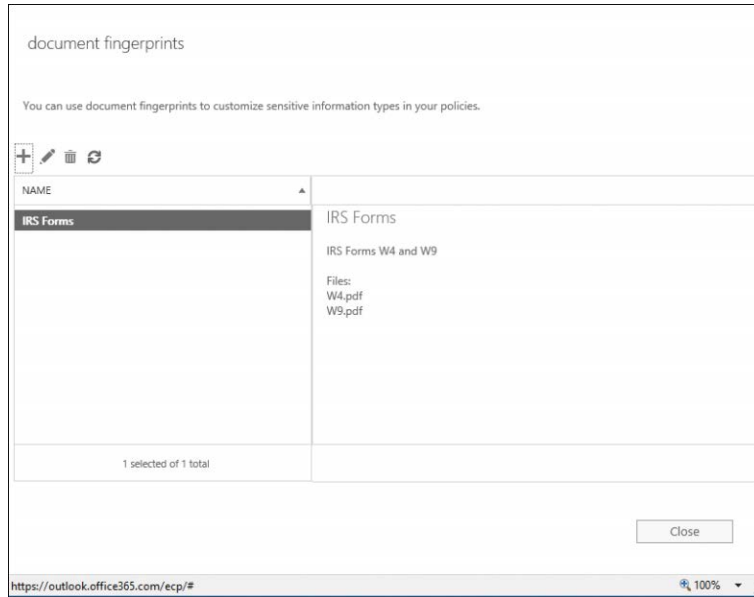 document fingerprints
You can use document fingerprints to customize sensitive information types in your policies.
NAME
IRS Forms
IRS Forms
IRS Forms W4 and W9
Files:
W4.pdf
W9.pdf
1 selected of 1 total
Close
https://outlook.office365.com/ecp/#
100%